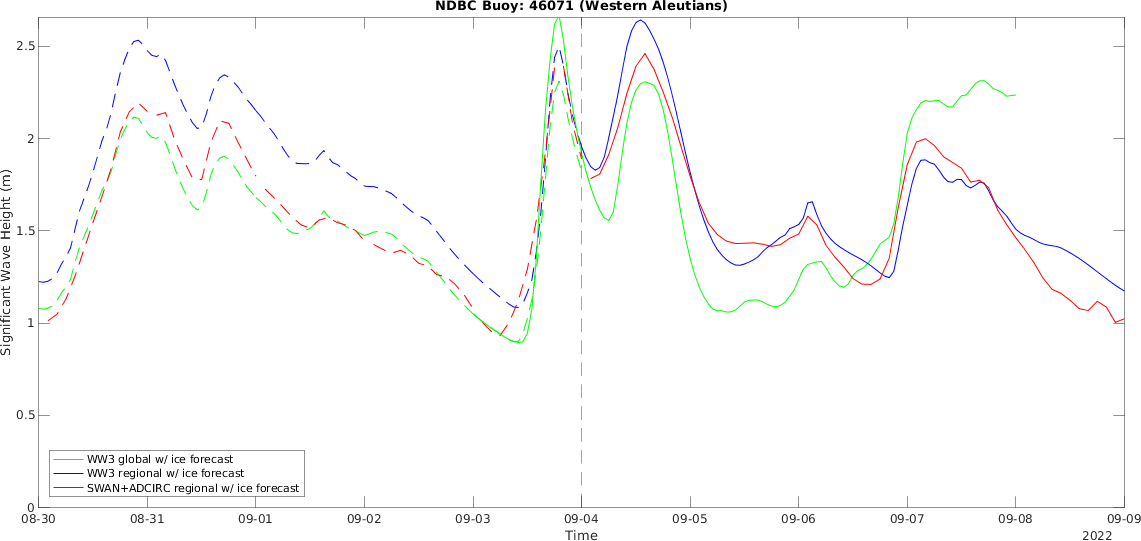 NDBC Buoy: 46071 (Western Aleutians)
Significant Wave Height (m)
2.5
2
1.5
1
0.5
0
WW3 global w/ ice forecast
WW3 regional w/ ice forecast
SWAN+ADCIRC regional w/ ice forecast
08-30 08-31 09-01 09-02 09-03 09-04 09-05 09-06 09-07 09-08 09-09
Time
2022